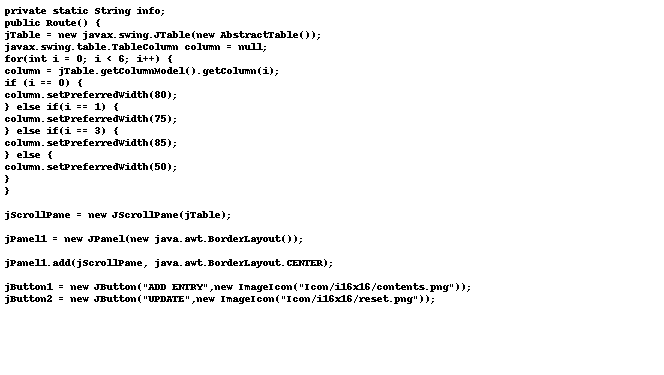 private static String info;
public Route() {
jTable = new javax.swing.JTable(new AbstractTable());
javax.swing.table.TableColumn column = null;
for(int i = 0; i < 6; i++) {
column = jTable.getColumnModel().getColumn(i);
if (i == 0) {
column.setPreferredWidth(80);
} else if(i == 1) {
column.setPreferredWidth(75);
} else if(i == 3) {
column.setPreferredWidth(85);
} else {
column.setPreferredWidth(50);
}
}
jScrollPane = new JScrollPane(jTable);
jPanel1 = new JPanel(new java.awt.BorderLayout());
jPanel1.add(jScrollPane, java.awt.BorderLayout.CENTER);
jButton1 = new JButton("ADD ENTRY",new ImageIcon("Icon/i16x16/contents.png"));
jButton2 = new JButton("UPDATE",new ImageIcon("Icon/i16x16/reset.png"));